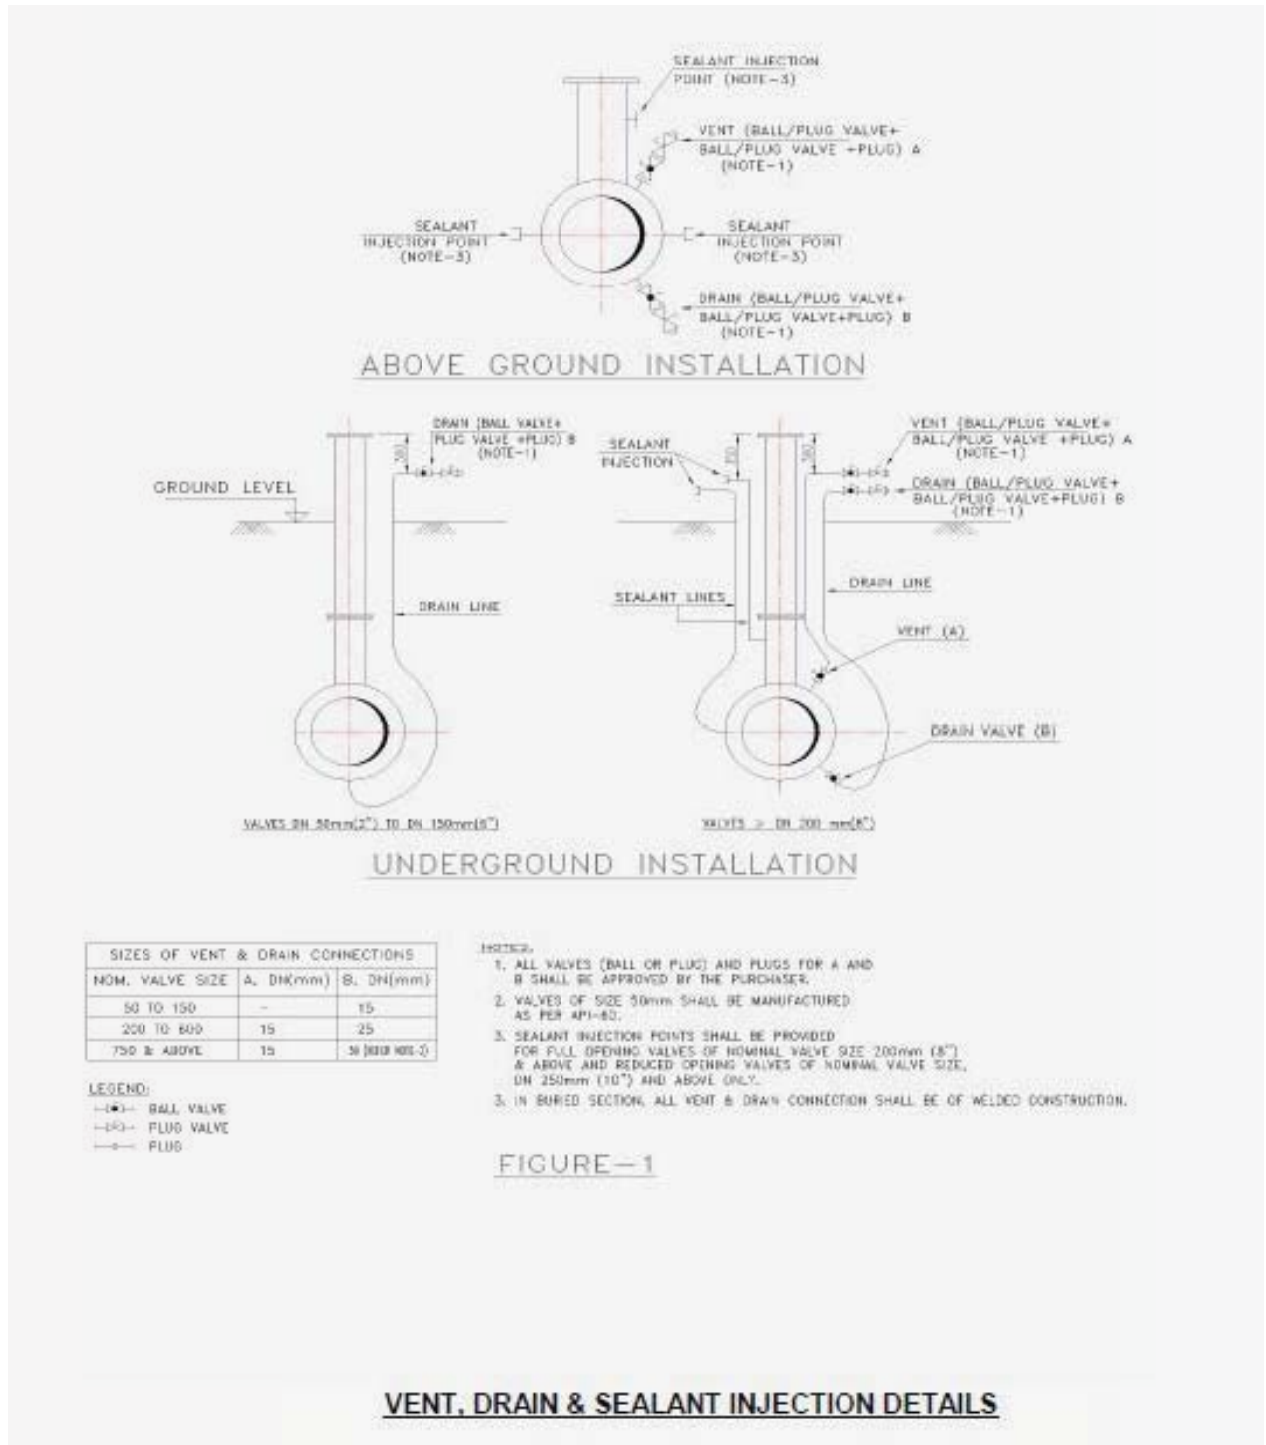 SEALANT INJECTION
POINT (NOTE-3)
VENT (BALL/PLUG VALVE+
BALL/PLUG VALVE +PLUG) A
(NOTE-1)
SEALANT
INJECTION POINT
(NOTE-3)
SEALANT
INJECTION POINT
(NOTE-3)
DRAIN (BALL/PLUG VALVE+
BALL/PLUG VALVE+PLUG) B
(NOTE-1)
ABOVE GROUND INSTALLATION
DRAIN (BALL VALVE+
PLUG VALVE +PLUG) B
(NOTE-1)
GROUND LEVEL
DRAIN LINE
VALVES DN 50mm(2") TO DN 150mm(6")
SEALANT
INJECTION
VENT (BALL/PLUG VALVE+
BALL/PLUG VALVE +PLUG) A
(NOTE-1)
DRAIN (BALL/PLUG VALVE+
BALL/PLUG VALVE+PLUG) B
(NOTE-1)
SEALANT LINES
DRAIN LINE
VENT (A)
DRAIN VALVE (B)
VALVES DN 200 mm(8")
UNDERGROUND INSTALLATION
SIZES OF VENT & DRAIN CONNECTIONS
NOM. VALVE SIZE A. DN(mm) B. DN(mm)
50 TO 150 - 15
200 TO 600 15 25
750 & ABOVE 15 50 NOTE-2)
LEGEND:
BALL VALVE
PLUG VALVE
PLUG
NOTES.
1. ALL VALVES (BALL OR PLUG) AND PLUGS FOR A AND
B SHALL BE APPROVED BY THE PURCHASER.
2. VALVES OF SIZE 50mm SHALL BE MANUFACTURED
AS PER API-6D.
3. SEALANT INJECTION POINTS SHALL BE PROVIDED
FOR FULL OPENING VALVES OF NOMINAL VALVE SIZE 200mm (8")
& ABOVE AND REDUCED OPENING VALVES OF NOMINAL VALVE SIZE,
DN 250mm (10") AND ABOVE ONLY.
3. IN BURIED SECTION, ALL VENT & DRAIN CONNECTION SHALL BE OF WELDED CONSTRUCTION.
FIGURE-1
VENT, DRAIN & SEALANT INJECTION DETAILS